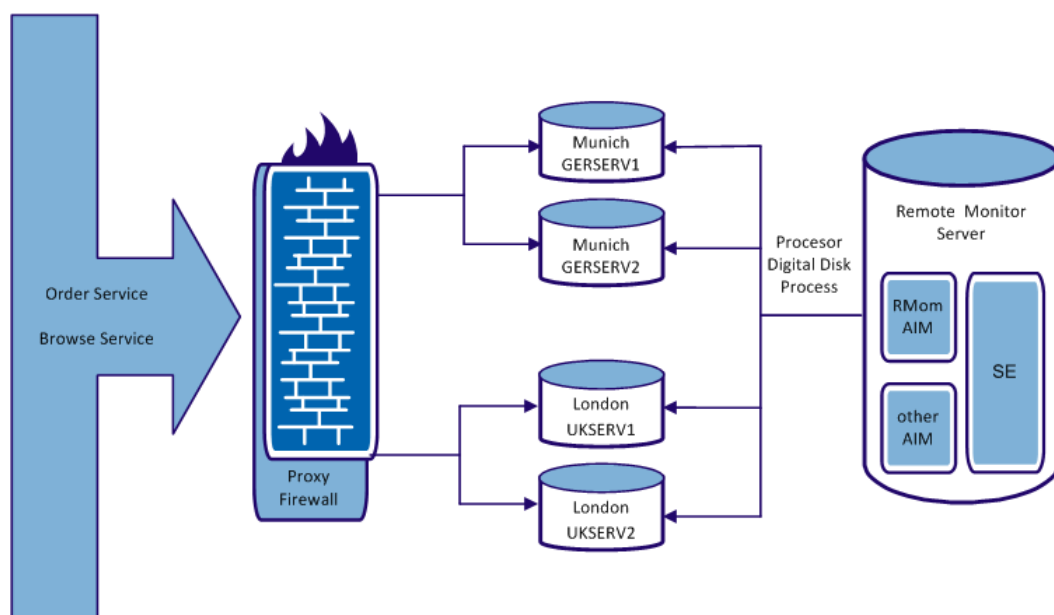 Order Service
Browse Service
Proxy
Firewall
Munich
GERSERV1
Munich
GERSERV2
London
UKSERV1
London
UKSERV2
Procesor
Digital Disk
Process
Remote Monitor
Server
RMom
AIM
other
AIM
SE